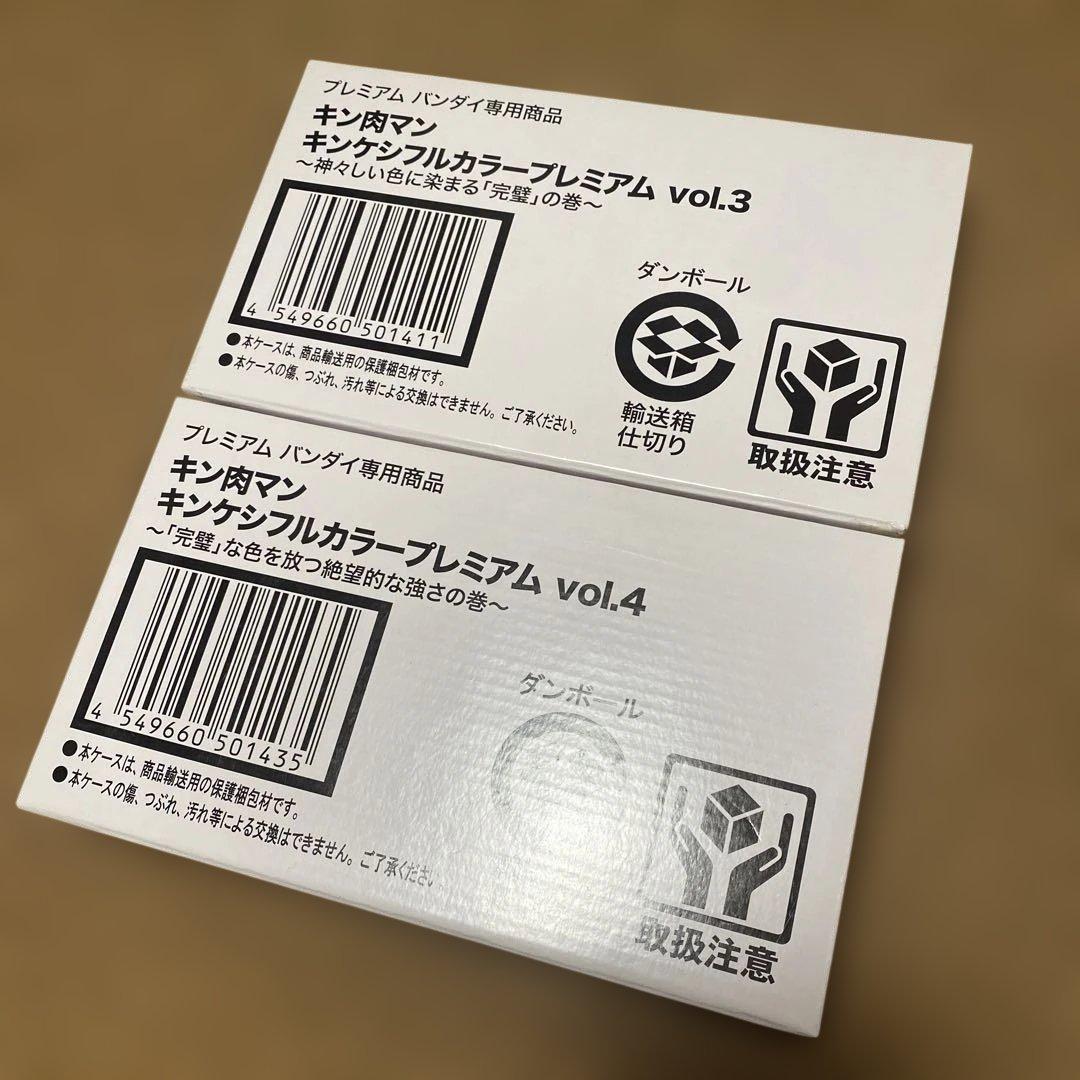 プレミアム バンダイ専用商品
キン肉マン
キンケシフルカラープレミアム vol.3
～神々しい色に染まる「完璧」の巻～
4 549660 501411
●本ケースは、商品輸送用の保護梱包材です。
●本ケースの傷、つぶれ、汚れ等による交換はできません。ご了承ください。
ダンボール
輸送箱
仕切り
取扱注意
プレミアム バンダイ専用商品
キン肉マン
キンケシフルカラープレミアム vol.4
～「完璧」な色を放つ絶望的な強さの巻～
4 549660 501435
●本ケースは、商品輸送用の保護梱包材です。
●本ケースの傷、つぶれ、汚れ等による交換はできません。ご了承ください
ダンボール
取扱注意